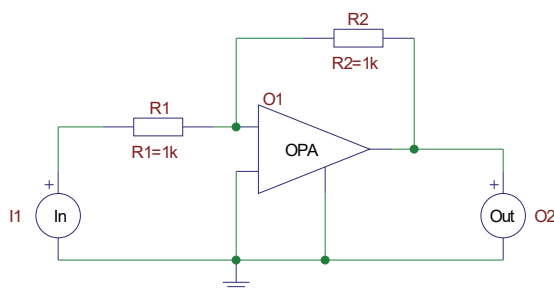 R2
R2=1k
O1
R1
R1=1k
OPA
+
I1
In
+
Out
O2